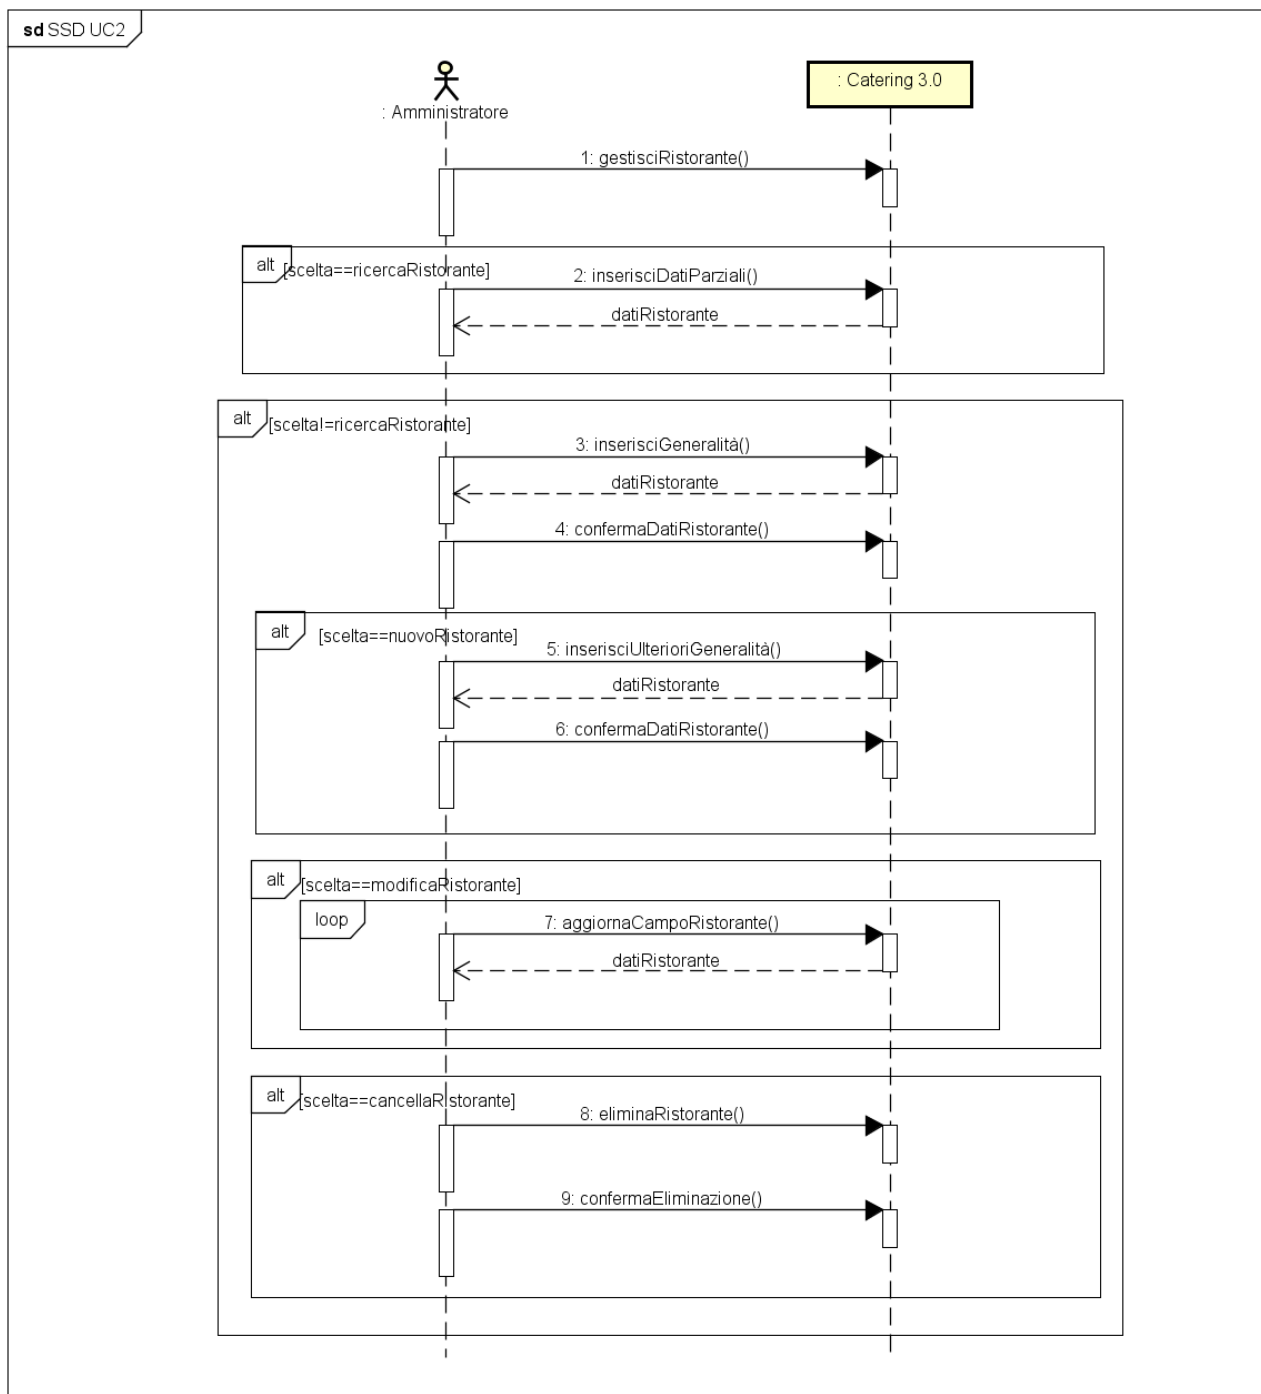 sd SSD UC2
: Amministratore
: Catering 3.0
1: gestisciRistorante()
alt
[scelta==ricercaRistorante]
2: inserisciDatiParziali()
datiRistorante
alt
[scelta!=ricercaRistorante]
3: inserisciGeneralità()
datiRistorante
4: confermaDatiRistorante()
alt
[scelta==nuovoRistorante]
5: inserisciUlterioriGeneralità()
datiRistorante
6: confermaDatiRistorante()
alt
[scelta==modificaRistorante]
loop
7: aggiornaCampoRistorante()
datiRistorante
alt
[scelta==cancellaRistorante]
8: eliminaRistorante()
9: confermaEliminazione()